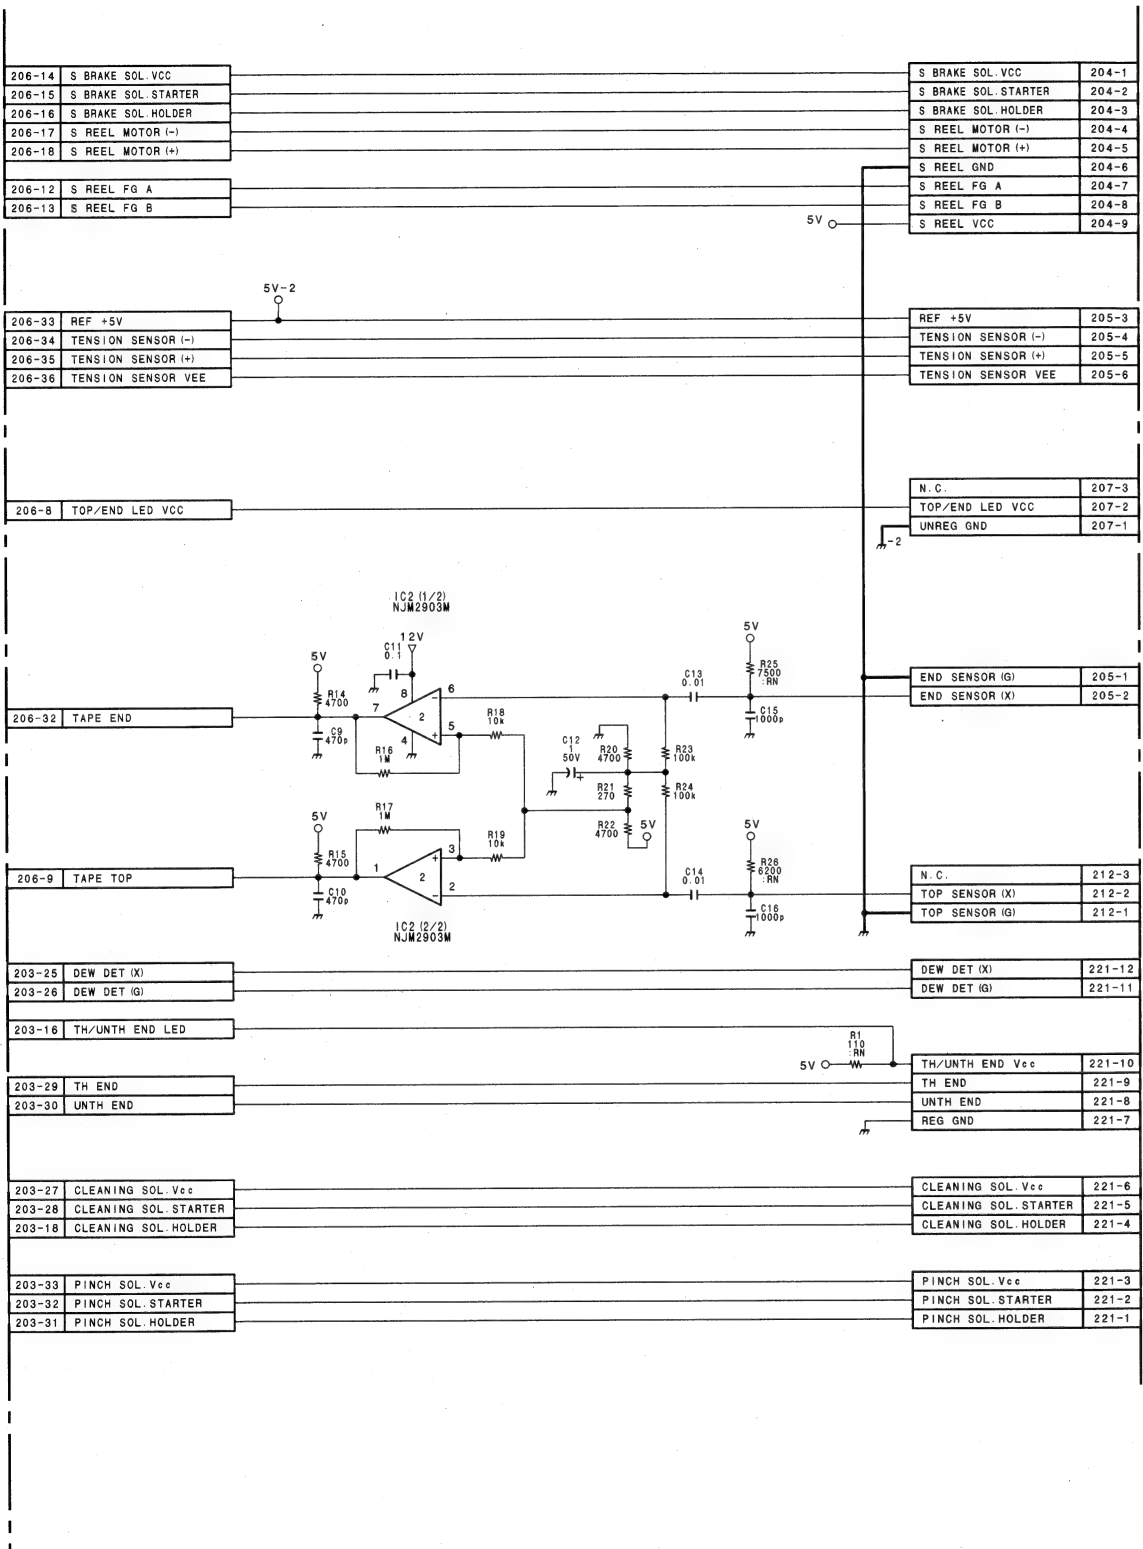 206-14 S BRAKE SOL.VCC
206-15 S BRAKE SOL.STARTER
206-16 S BRAKE SOL.HOLDER
206-17 S REEL MOTOR(-)
206-18 S REEL MOTOR(+)
206-12 S REEL FG A
206-13 S REEL FG B
S BRAKE SOL.VCC 204-1
S BRAKE SOL.STARTER 204-2
S BRAKE SOL.HOLDER 204-3
S REEL MOTOR(-) 204-4
S REEL MOTOR(+) 204-5
S REEL GND 204-6
S REEL FG A 204-7
S REEL FG B 204-8
5V
S REEL VCC 204-9
5V-2
206-33 REF +5V
206-34 TENSION SENSOR(-)
206-35 TENSION SENSOR(+)
206-36 TENSION SENSOR VEE
REF +5V 205-3
TENSION SENSOR(-) 205-4
TENSION SENSOR(+) 205-5
TENSION SENSOR VEE 205-6
206-8 TOP/END LED VCC
N.C. 207-3
TOP/END LED VCC 207-2
UNREG GND 207-1
-2
IC2(1/2)
NJM2903M
12V
C11
0.1
5V
R14
4700
8
6
7
2
5
4
206-32 TAPE END
C9
470p
R16
1M
R18
10k
C13
0.01
5V
R25
7500
:RN
C15
1000p
END SENSOR(G) 205-1
END SENSOR(X) 205-2
C12
1
50V
+
R20
4700
R23
100k
R21
270
R24
100k
R22
4700
5V
R17
1M
R19
10k
5V
R15
4700
3
1
2
2
206-9 TAPE TOP
C10
470p
IC2(2/2)
NJM2903M
C14
0.01
5V
R26
6200
:RN
C16
1000p
N.C. 212-3
TOP SENSOR(X) 212-2
TOP SENSOR(G) 212-1
203-25 DEW DET(X)
203-26 DEW DET(G)
DEW DET(X) 221-12
DEW DET(G) 221-11
203-16 TH/UNTH END LED
R1
110
:RN
5V
203-29 TH END
203-30 UNTH END
TH/UNTH END Vcc 221-10
TH END 221-9
UNTH END 221-8
REG GND 221-7
203-27 CLEANING SOL.Vcc
203-28 CLEANING SOL.STARTER
203-18 CLEANING SOL.HOLDER
CLEANING SOL.Vcc 221-6
CLEANING SOL.STARTER 221-5
CLEANING SOL.HOLDER 221-4
203-33 PINCH SOL.Vcc
203-32 PINCH SOL.STARTER
203-31 PINCH SOL.HOLDER
PINCH SOL.Vcc 221-3
PINCH SOL.STARTER 221-2
PINCH SOL.HOLDER 221-1